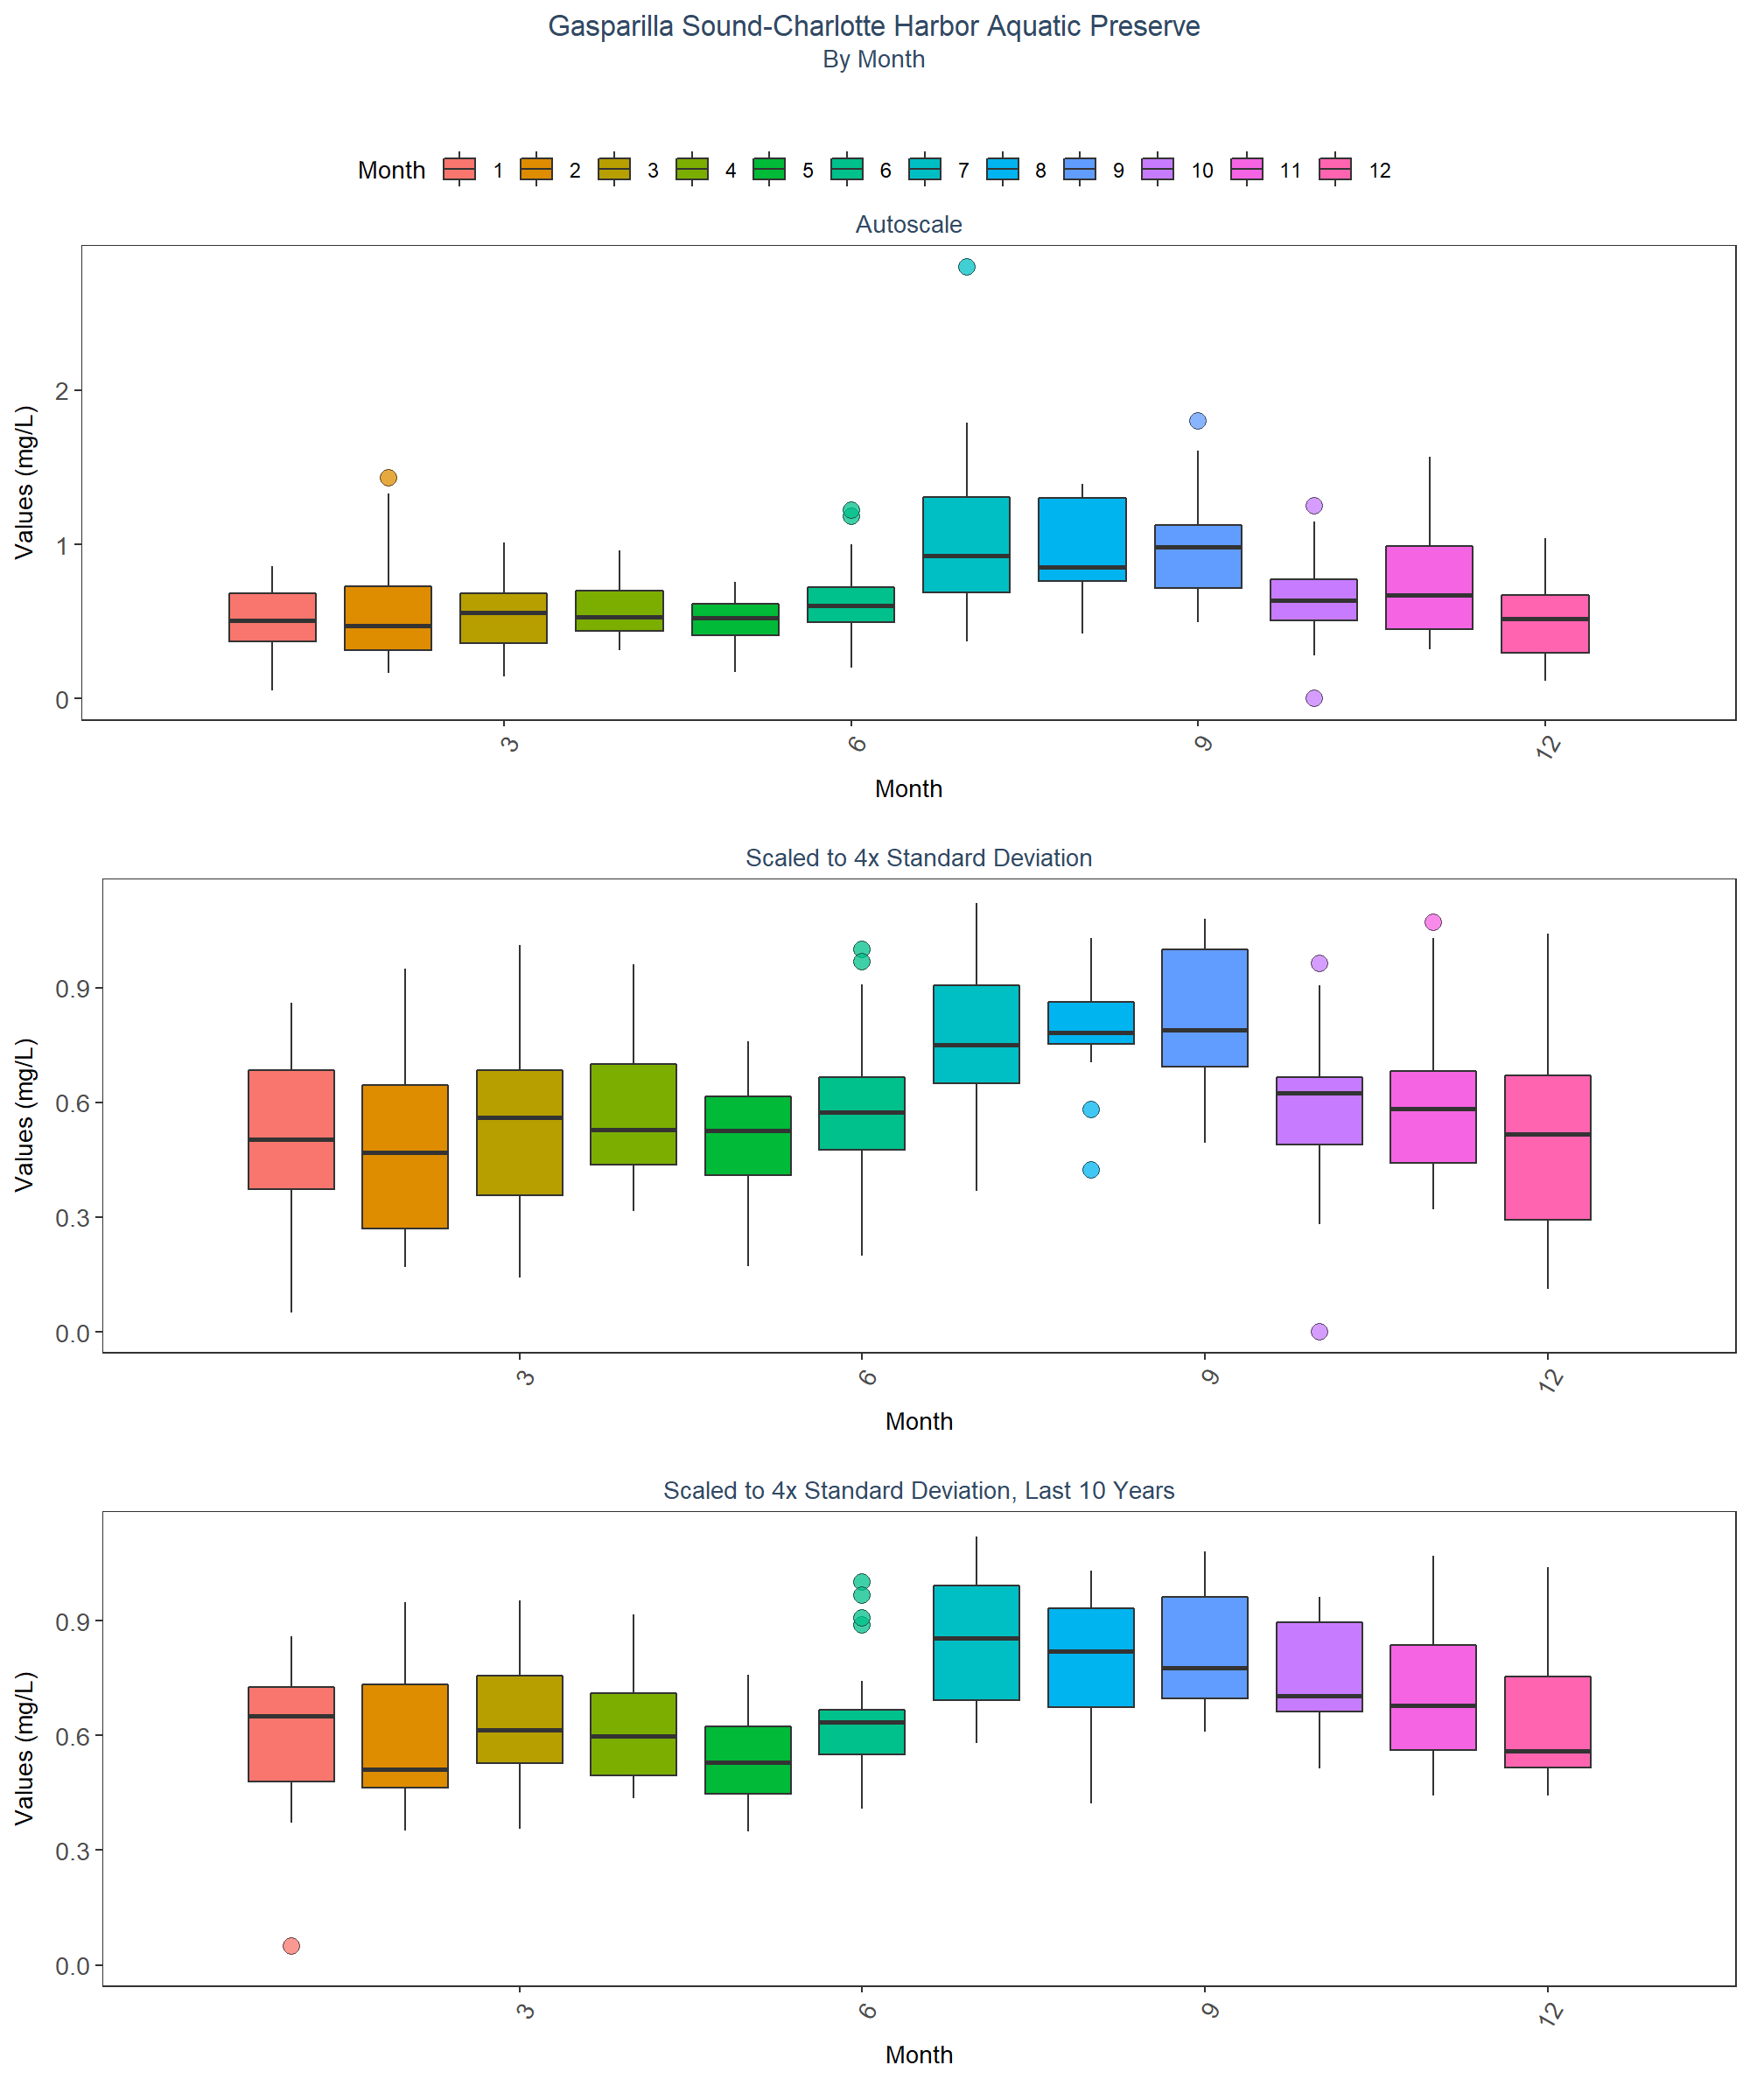 Gasparilla Sound-Charlotte Harbor Aquatic Preserve
By Month
Month 1 2 3 4 5 6 7 8 9 10 11 12
Autoscale
Values (mg/L)
2
1
0
3 6 9 12
Month
Scaled to 4x Standard Deviation
Values (mg/L)
0.9
0.6
0.3
0.0
3 6 9 12
Month
Scaled to 4x Standard Deviation, Last 10 Years
Values (mg/L)
0.9
0.6
0.3
0.0
3 6 9 12
Month